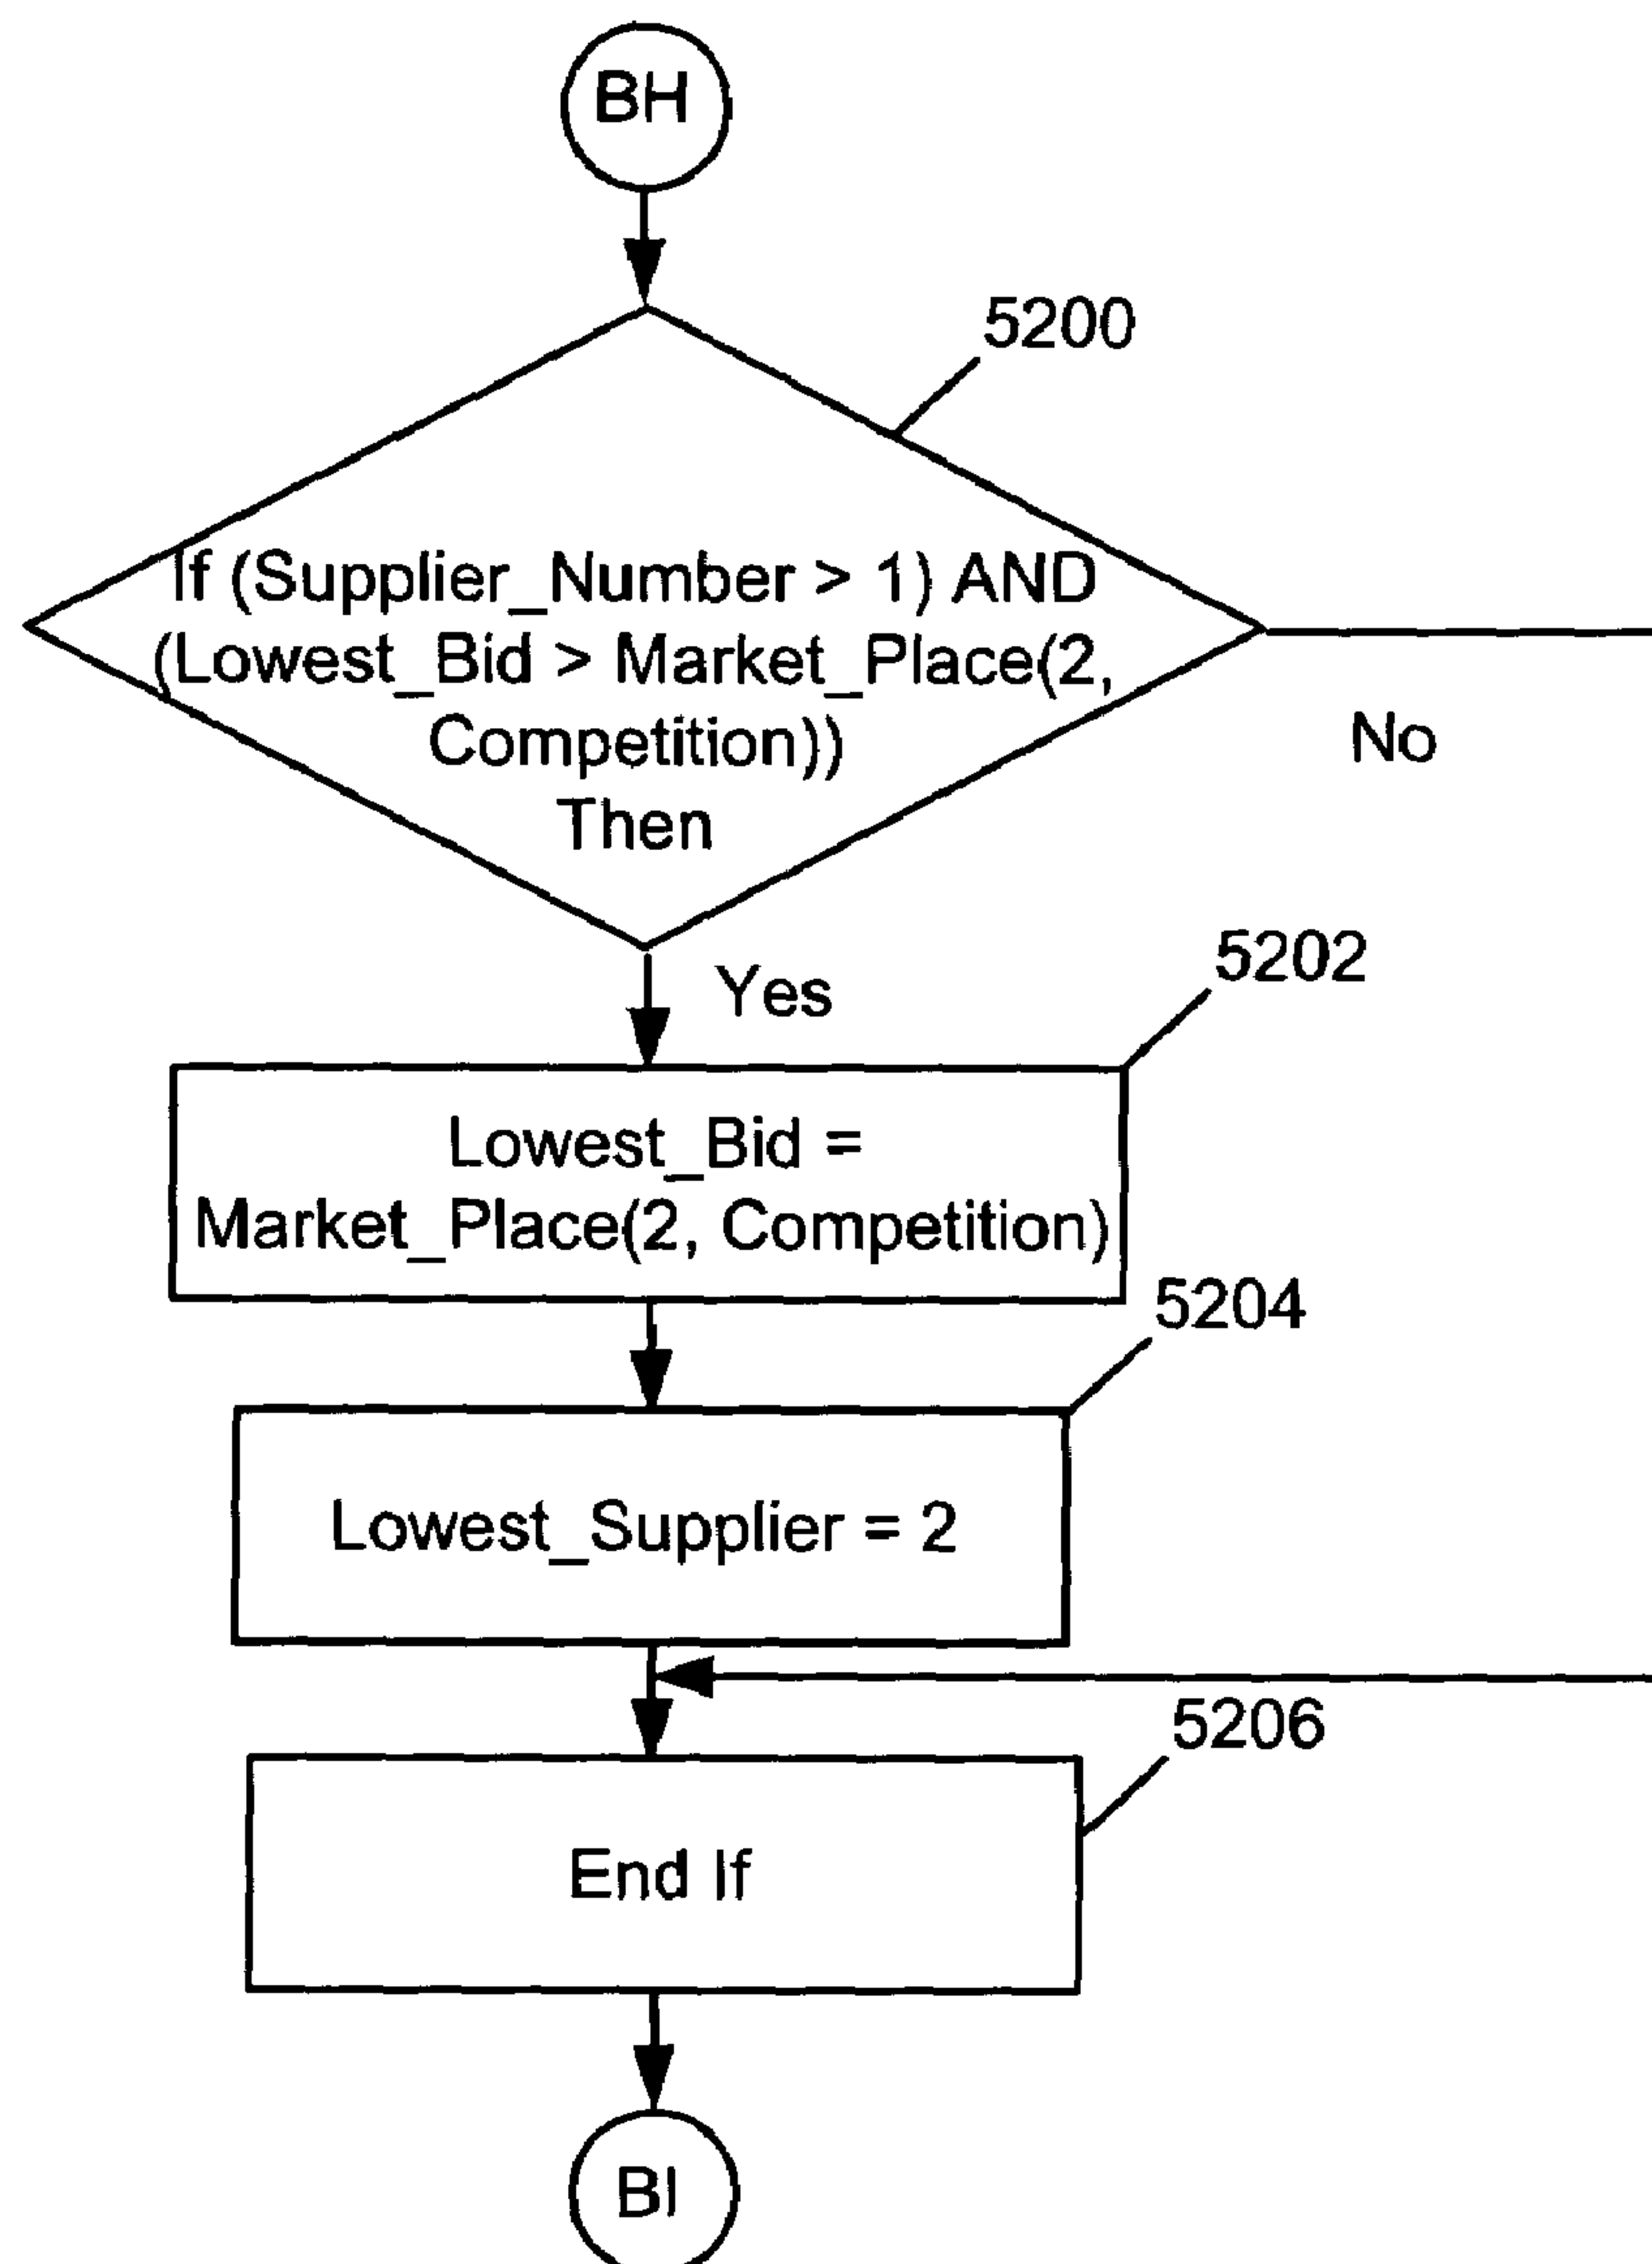 BH
5200
If (Supplier_Number > 1) AND
(Lowest_Bid > Market_Place(2,
Competition))
Then
No
Yes
5202
Lowest_Bid =
Market_Place(2, Competition)
5204
Lowest_Supplier = 2
5206
End If
BI